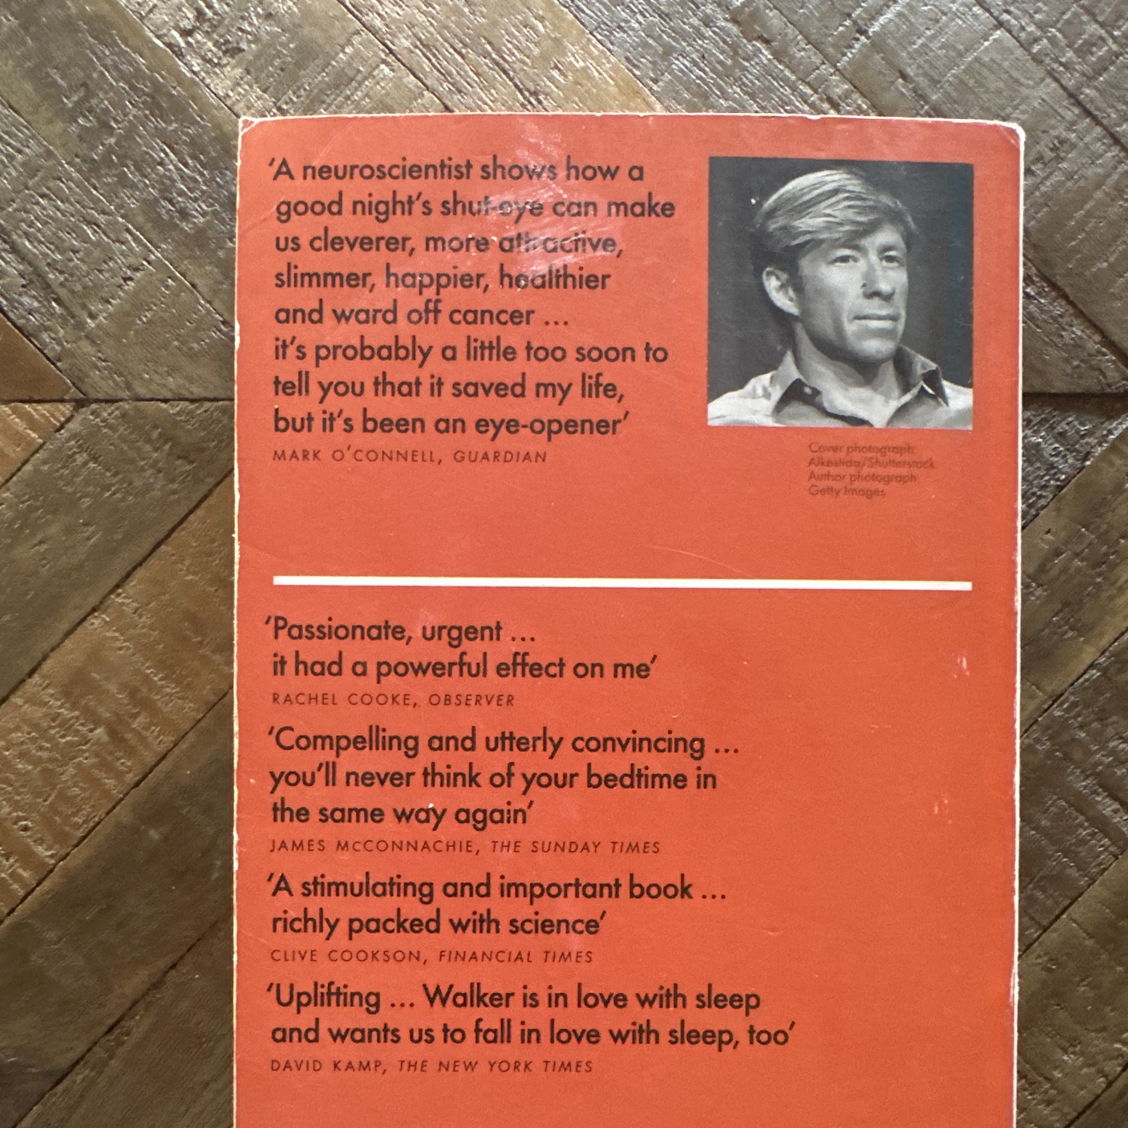 ‘A neuroscientist shows how a
good night’s shut-eye can make
us cleverer, more attractive,
slimmer, happier, healthier
and ward off cancer ...
it’s probably a little too soon to
tell you that it saved my life,
but it’s been an eye-opener’
MARK O’CONNELL, GUARDIAN
Cover photograph:
Alkestida/Shutterstock
Author photograph
Getty Images
‘Passionate, urgent ...
it had a powerful effect on me’
RACHEL COOKE, OBSERVER
‘Compelling and utterly convincing ...
you’ll never think of your bedtime in
the same way again’
JAMES McCONNACHIE, THE SUNDAY TIMES
‘A stimulating and important book ...
richly packed with science’
CLIVE COOKSON, FINANCIAL TIMES
‘Uplifting ... Walker is in love with sleep
and wants us to fall in love with sleep, too’
DAVID KAMP, THE NEW YORK TIMES